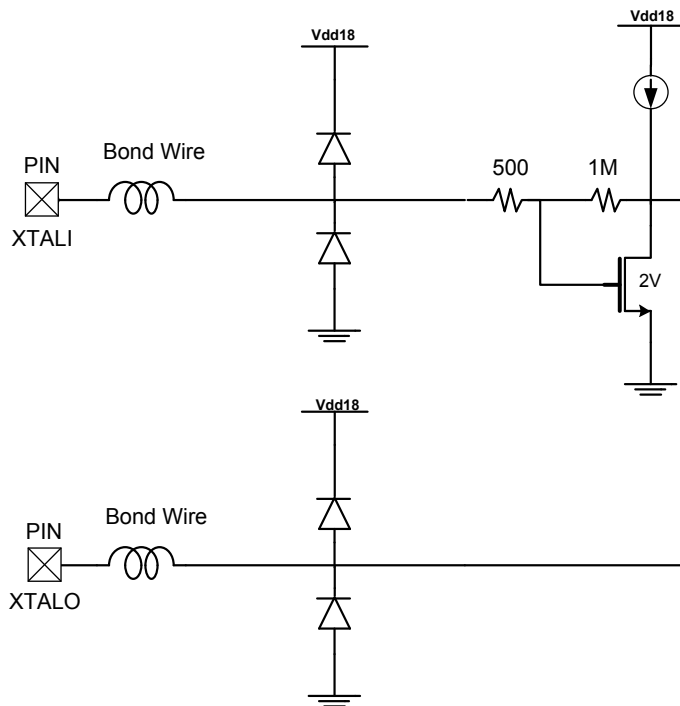 Vdd18
Vdd18
Bond Wire
PIN
500
1M
XTALI
2V
Vdd18
Bond Wire
PIN
XTALO